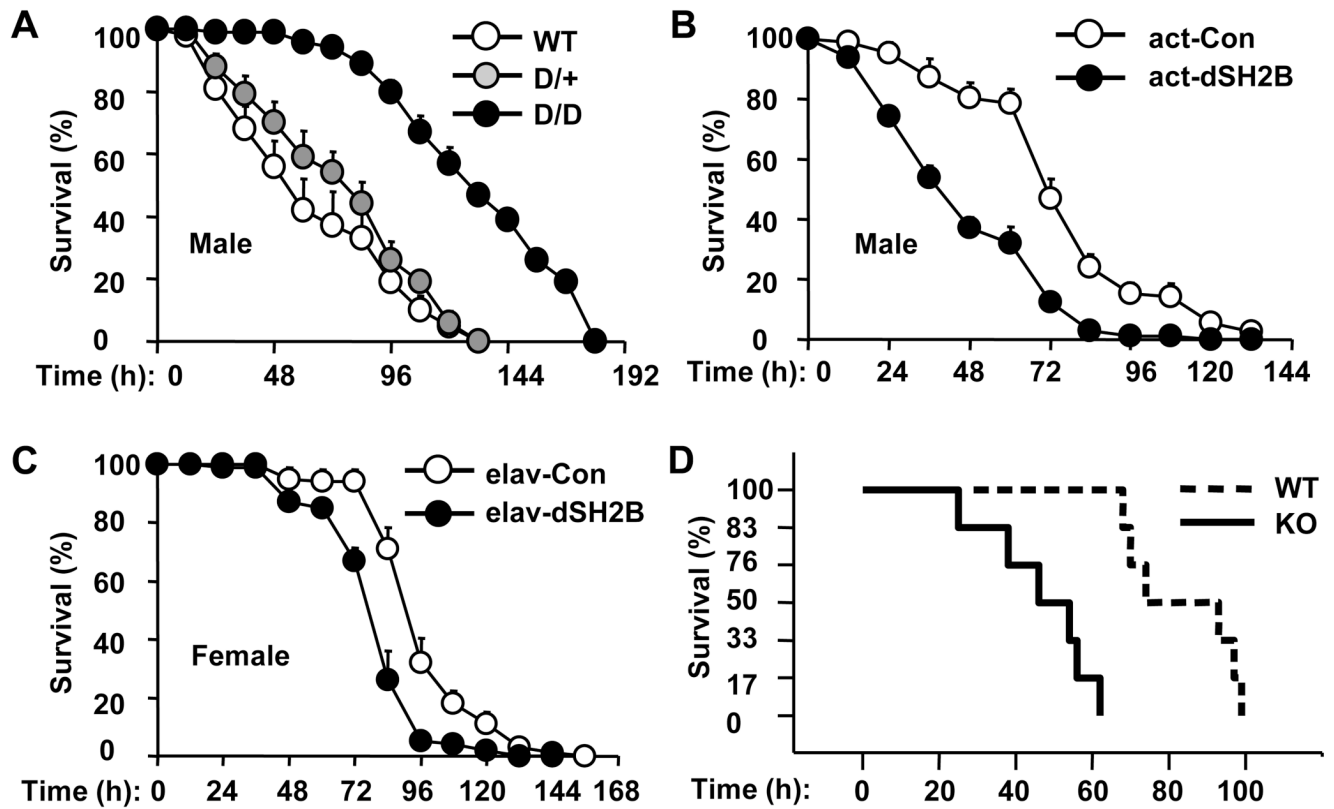 A
100
80
60
40
20
0
Survival (%)
WT
D/+
D/D
Male
Time (h): 0 48 96 144 192
B
100
80
60
40
20
0
Survival (%)
act-Con
act-dSH2B
Male
Time (h): 0 24 48 72 96 120 144
C
100
80
60
40
20
0
Survival (%)
elav-Con
elav-dSH2B
Female
Time (h): 0 24 48 72 96 120 144 168
D
100
83
76
50
33
17
0
Survival (%)
WT
KO
Time (h): 0 20 40 60 80 100